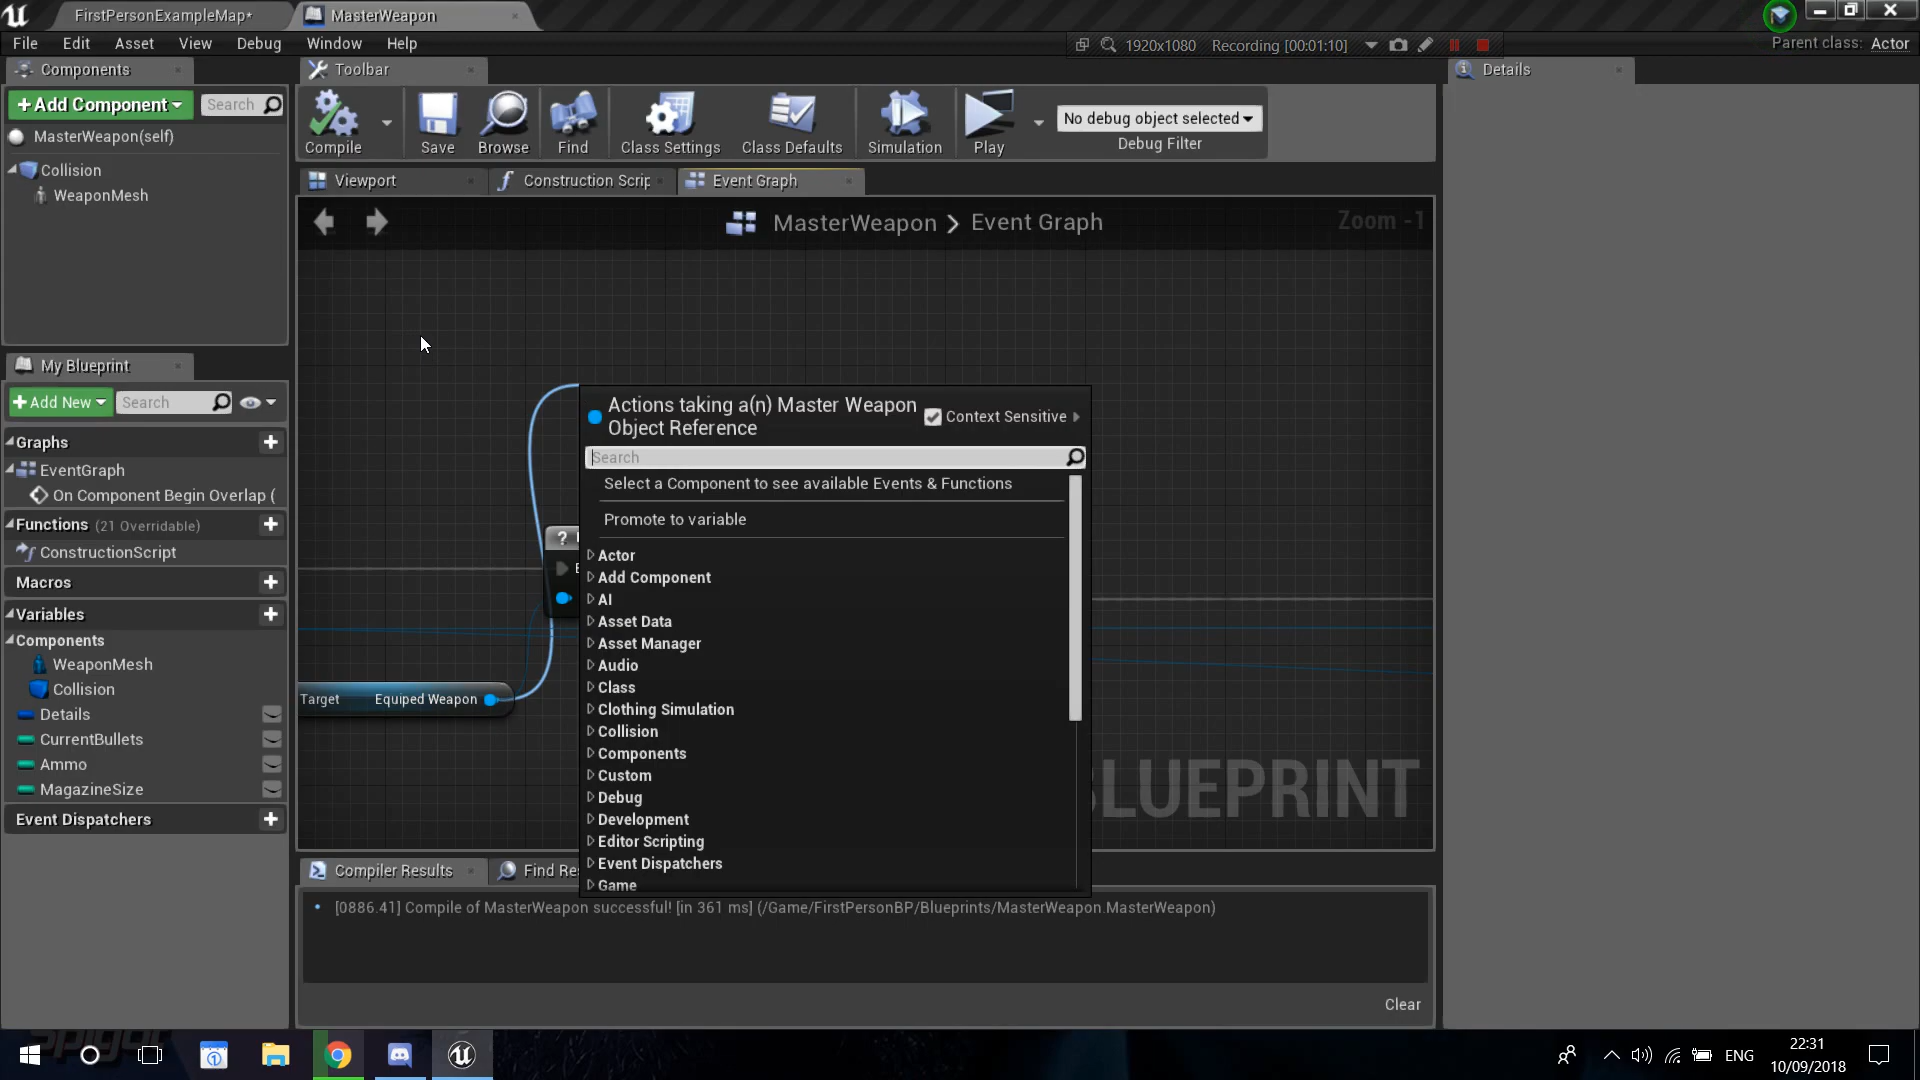 FirstPersonExampleMap*
MasterWeapon
File Edit Asset View Debug Window Help
1920x1080 Recording [00:01:10]
Parent class: Actor
Components
Toolbar
Details
+Add Component
Search
MasterWeapon(self)
Collision
WeaponMesh
Compile
Save
Browse
Find
Class Settings
Class Defaults
Simulation
Play
No debug object selected
Debug Filter
Viewport
Construction Scrip
Event Graph
MasterWeapon > Event Graph
Zoom -1
My Blueprint
+Add New
Search
Graphs
EventGraph
On Component Begin Overlap (
Functions (21 Overridable)
ConstructionScript
Macros
Variables
Components
WeaponMesh
Collision
Details
CurrentBullets
Ammo
MagazineSize
Event Dispatchers
Target Equiped Weapon
Actions taking a(n) Master Weapon
Object Reference
Context Sensitive
Search
Select a Component to see available Events & Functions
Promote to variable
Actor
Add Component
AI
Asset Data
Asset Manager
Audio
Class
Clothing Simulation
Collision
Components
Custom
Debug
Development
Editor Scripting
Event Dispatchers
Game
LUEPRINT
Compiler Results
Find Re
[0886.41] Compile of MasterWeapon successful! [in 361 ms] (/Game/FirstPersonBP/Blueprints/MasterWeapon.MasterWeapon)
Clear
ENG
22:31
10/09/2018